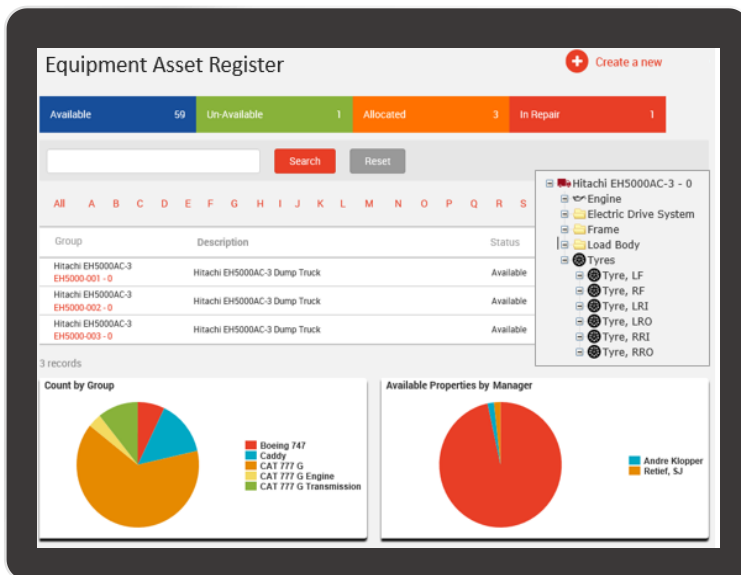 Equipment Asset Register
Create a new
Available 59 Un-Available 1 Allocated 3 In Repair 1
Search Reset
All A B C D E F G H I J K L M N O P Q R S
Group Description Status
Hitachi EH5000AC-3
EH5000-001 - 0
Hitachi EH5000AC-3 Dump Truck Available
Hitachi EH5000AC-3
EH5000-002 - 0
Hitachi EH5000AC-3 Dump Truck Available
Hitachi EH5000AC-3
EH5000-003 - 0
Hitachi EH5000AC-3 Dump Truck Available
Hitachi EH5000AC-3 - 0
Engine
Electric Drive System
Frame
Load Body
Tyres
Tyre, LF
Tyre, RF
Tyre, LRI
Tyre, LRO
Tyre, RRI
Tyre, RRO
3 records
Count by Group
Boeing 747
Caddy
CAT 777 G
CAT 777 G Engine
CAT 777 G Transmission
Available Properties by Manager
Andre Klopper
Retief, SJ